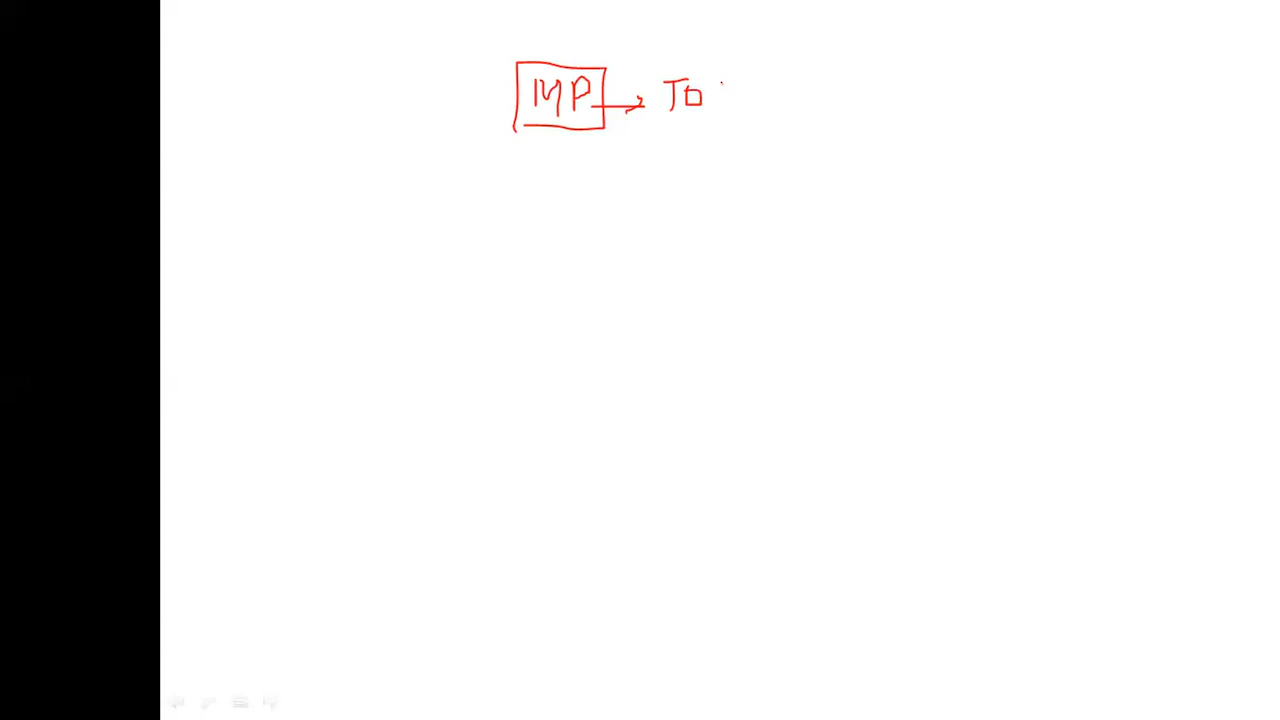 MP → To